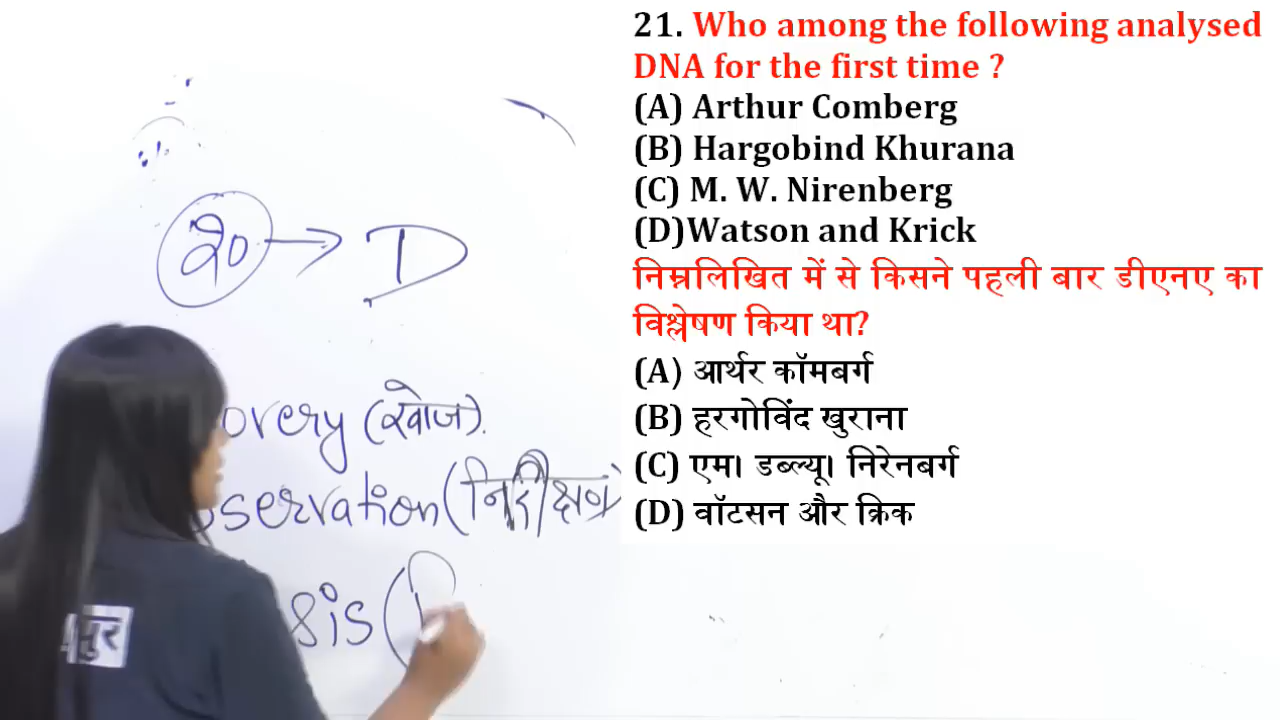 21. Who among the following analysed
DNA for the first time ?
(A) Arthur Comberg
(B) Hargobind Khurana
(C) M. W. Nirenberg
(D)Watson and Krick
निम्नलिखित में से किसने पहली बार डीएनए का
विश्लेषण किया था?
(A) आर्थर कॉमबर्ग
(B) हरगोविंद खुराना
(C) एम। डब्ल्यू। निरेनबर्ग
(D) वॉटसन और क्रिक
20 → D
overy (खोज).
servation (निरीक्षण)
sis (